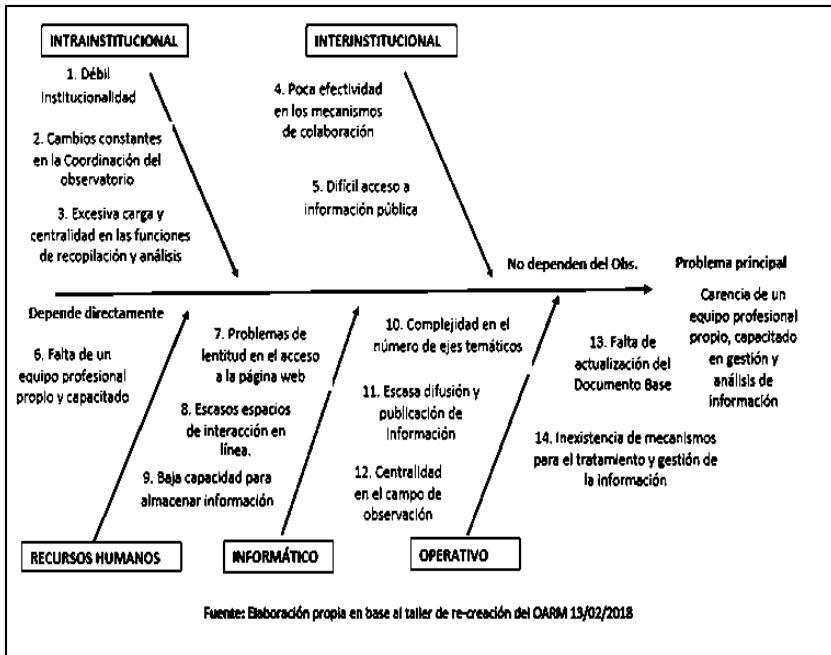 INTRAINSTITUCIONAL
INTERINSTITUCIONAL
1. Débil
Institucionalidad
2. Cambios constantes
en la Coordinación del
observatorio
3. Excesiva carga y
centralidad en las funciones
de recopilación y análisis
4. Poca efectividad
en los mecanismos
de colaboración
5. Difícil acceso a
información pública
No dependen del Obs.
Problema principal
Carencia de un
equipo profesional
propio, capacitado
en gestión y
análisis de
información
Depende directamente
6. Falta de un
equipo profesional
propio y capacitado
7. Problemas de
lentitud en el acceso
a la página web
8. Escasos espacios
de interacción en
línea.
9. Baja capacidad para
almacenar información
10. Complejidad en el
número de ejes temáticos
11. Escasa difusión y
publicación de
Información
12. Centralidad
en el campo de
observación
13. Falta de
actualización del
Documento Base
14. Inexistencia de mecanismos
para el tratamiento y gestión de
la información
RECURSOS HUMANOS
INFORMÁTICO
OPERATIVO
Fuente: Elaboración propia en base al taller de re-creación del OARM 13/02/2018